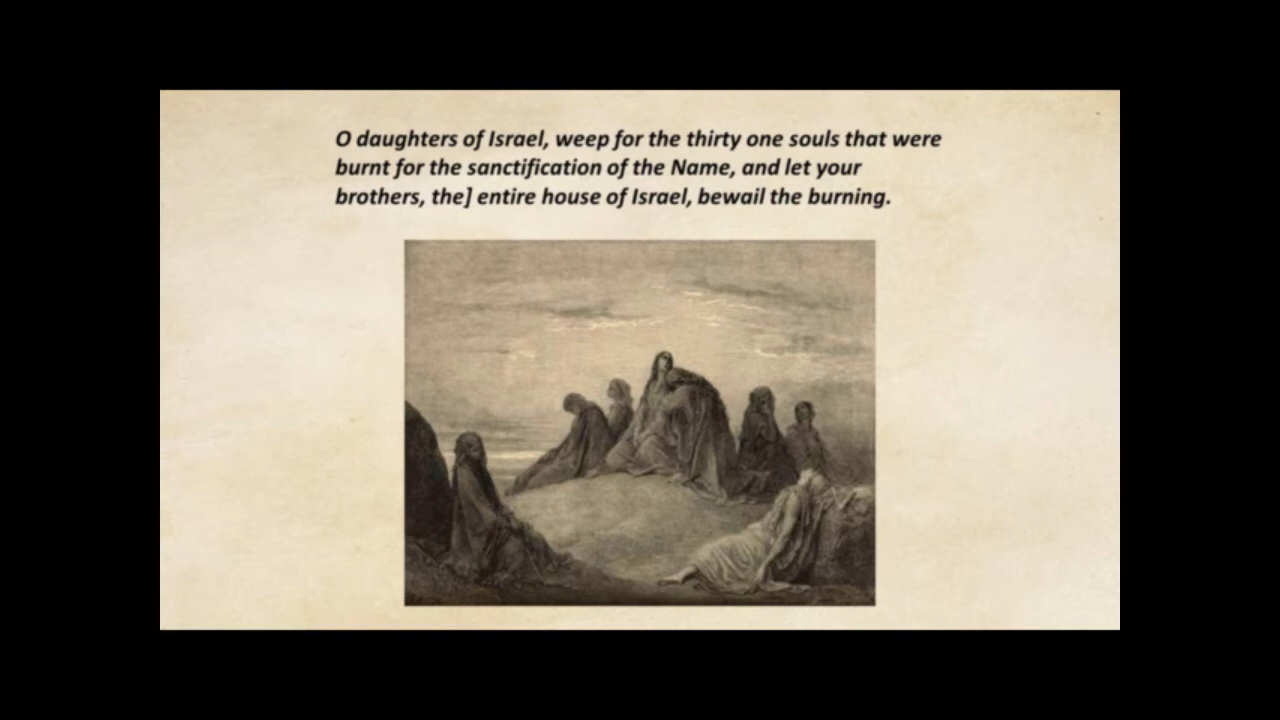 O daughters of Israel, weep for the thirty one souls that were
burnt for the sanctification of the Name, and let your
brothers, the] entire house of Israel, bewail the burning.